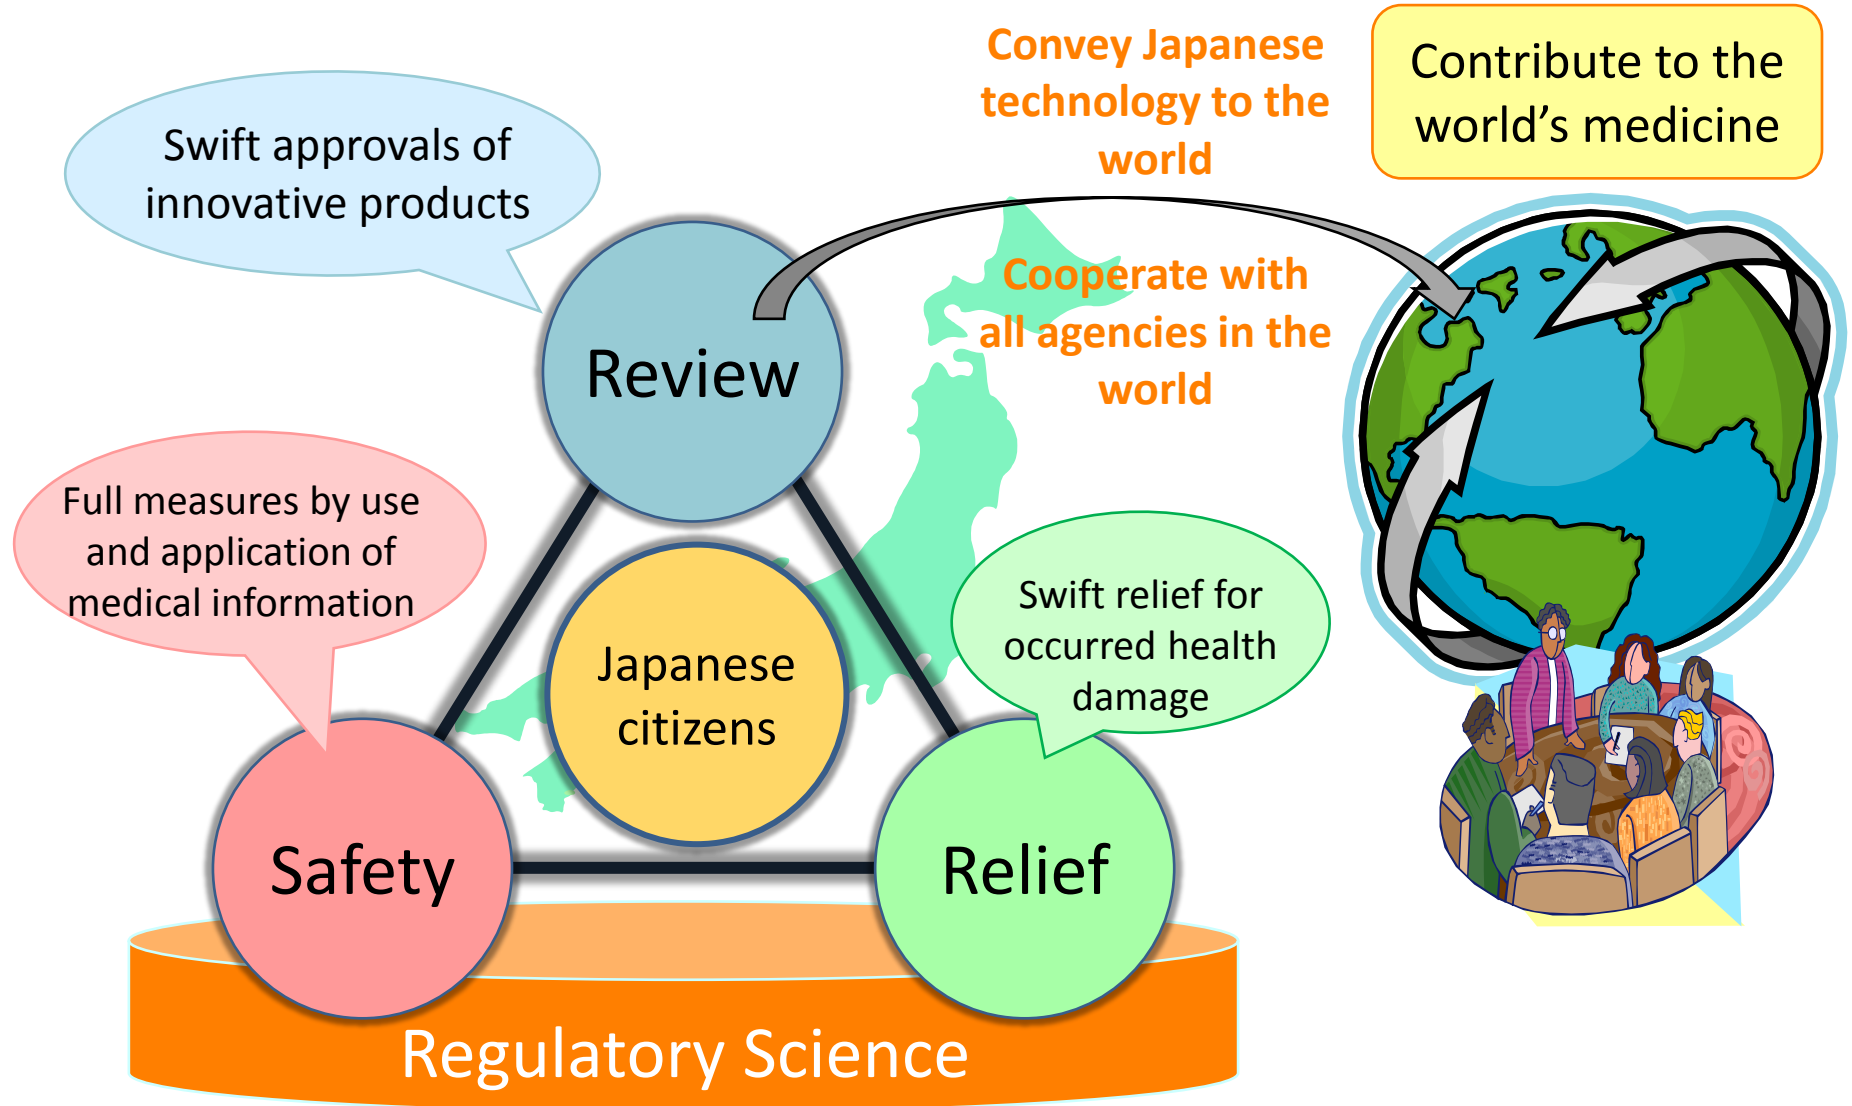 Convey Japanese
technology to the
world
Contribute to the
world's medicine
Swift approvals of
innovative products
Cooperate with
all agencies in the
world
Review
Full measures by use
and application of
medical information
Swift relief for
occurred health
damage
Japanese
citizens
Safety
Relief
Regulatory Science